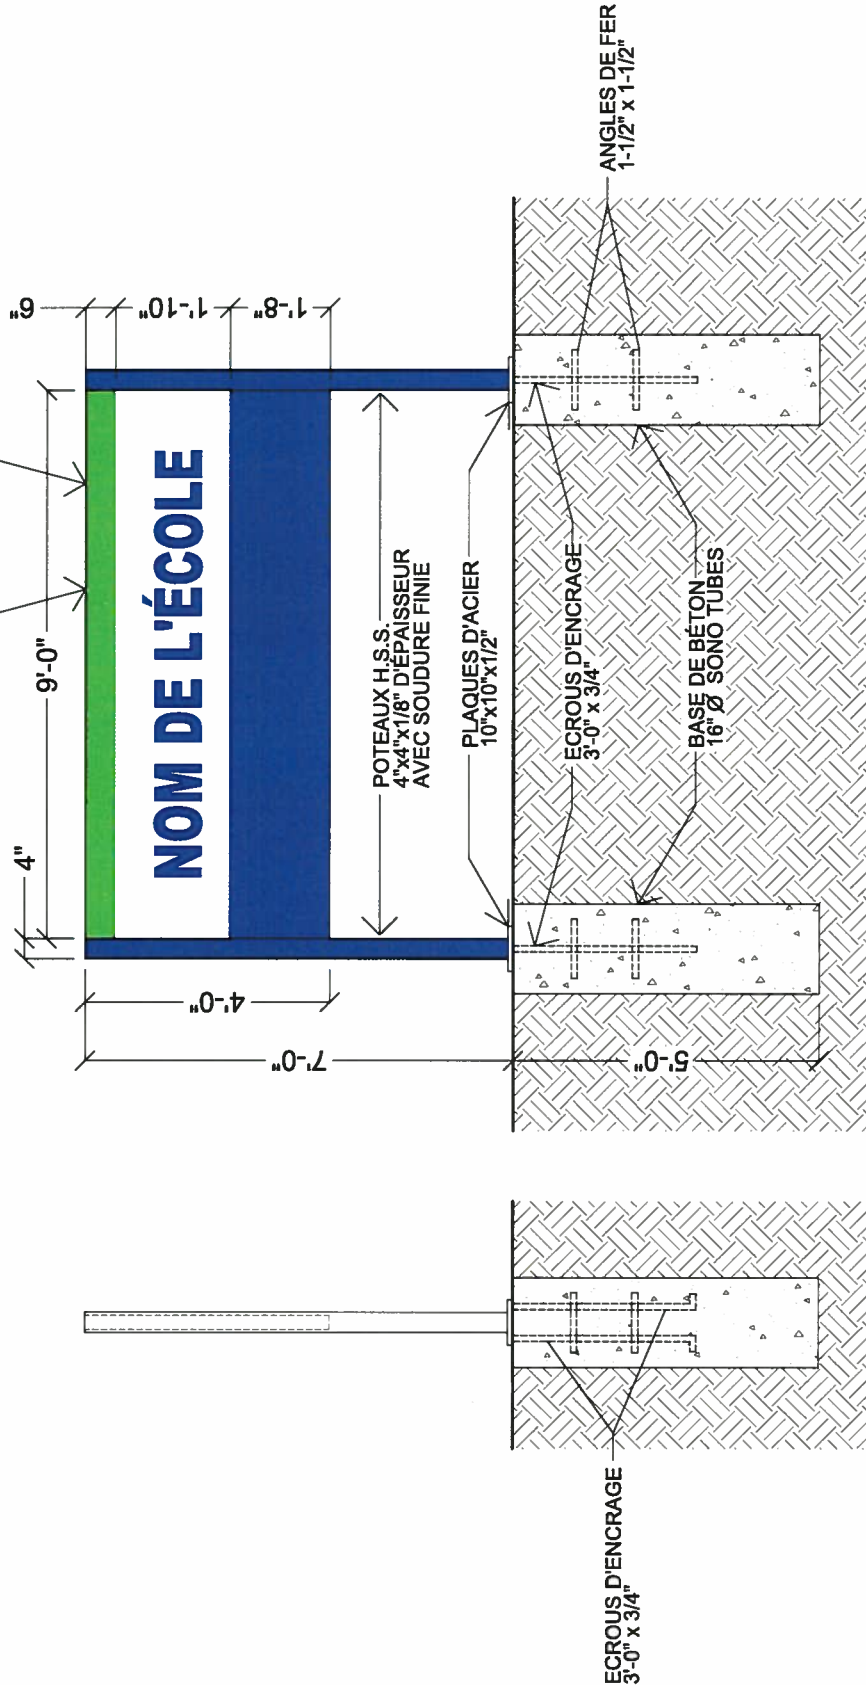 4"
9'-0"
6"
1'-10"
1'-8"
4'-0"
7'-0"
5'-0"
NOM DE L'ÉCOLE
POTEAUX H.S.S.
4"x4"x1/8" D'ÉPAISSEUR
AVEC SOUDURE FINIE
PLAQUES D'ACIER
10"x10"x1/2"
ECROUS D'ENCRAGE
3'-0" x 3/4"
BASE DE BÉTON
16" Ø SONO TUBES
ANGLES DE FER
1-1/2" x 1-1/2"
ECROUS D'ENCRAGE
3'-0" x 3/4"